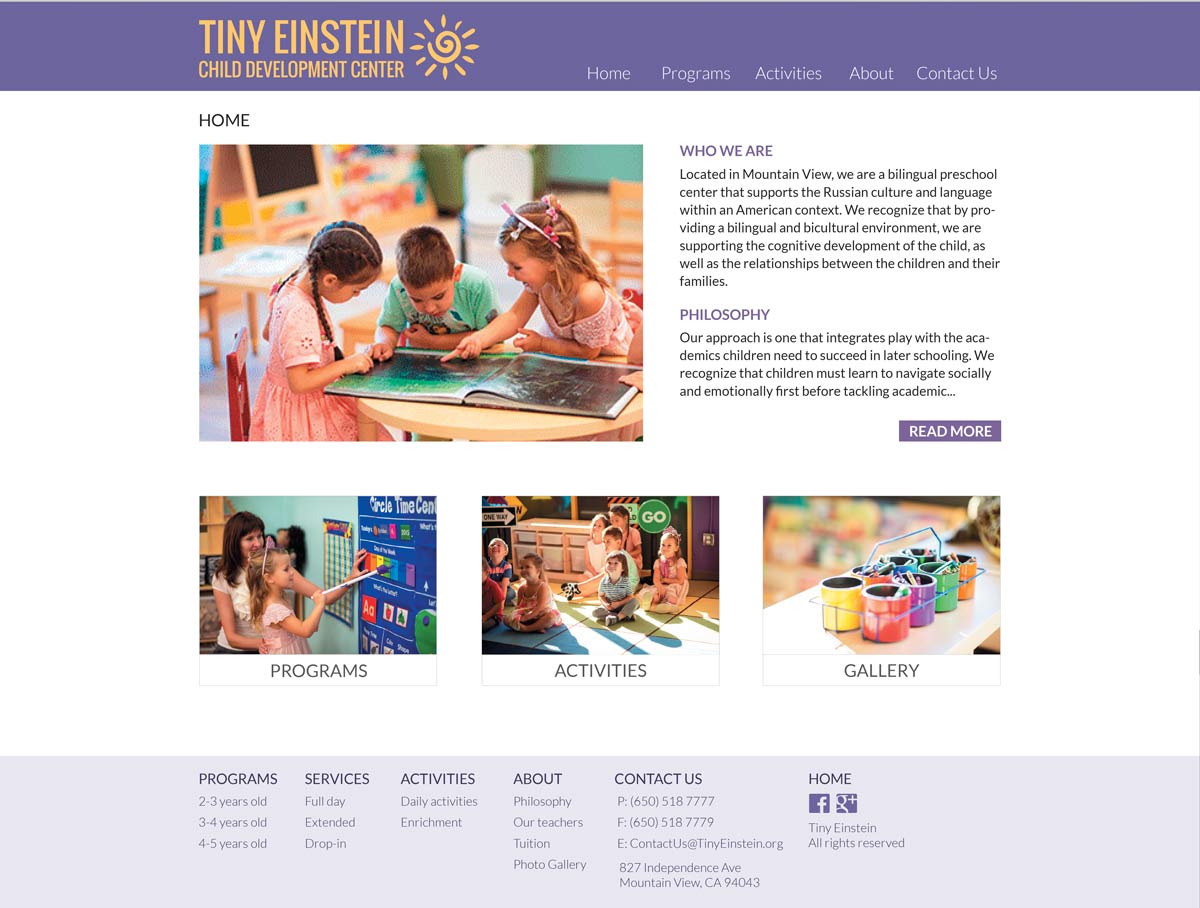 TINY EINSTEIN
CHILD DEVELOPMENT CENTER
Home Programs Activities About Contact Us
HOME
WHO WE ARE
Located in Mountain View, we are a bilingual preschool
center that supports the Russian culture and language
within an American context. We recognize that by pro-
viding a bilingual and bicultural environment, we are
supporting the cognitive development of the child, as
well as the relationships between the children and their
families.
PHILOSOPHY
Our approach is one that integrates play with the aca-
demics children need to succeed in later schooling. We
recognize that children must learn to navigate socially
and emotionally first before tackling academic...
READ MORE
Circle Time Cent
Aa
ONE WAY
GO
PROGRAMS
ACTIVITIES
GALLERY
PROGRAMS
2-3 years old
3-4 years old
4-5 years old
SERVICES
Full day
Extended
Drop-in
ACTIVITIES
Daily activities
Enrichment
ABOUT
Philosophy
Our teachers
Tuition
Photo Gallery
CONTACT US
P: (650) 518 7777
F: (650) 518 7779
E: ContactUs@TinyEinstein.org
827 Independence Ave
Mountain View, CA 94043
HOME
Tiny Einstein
All rights reserved